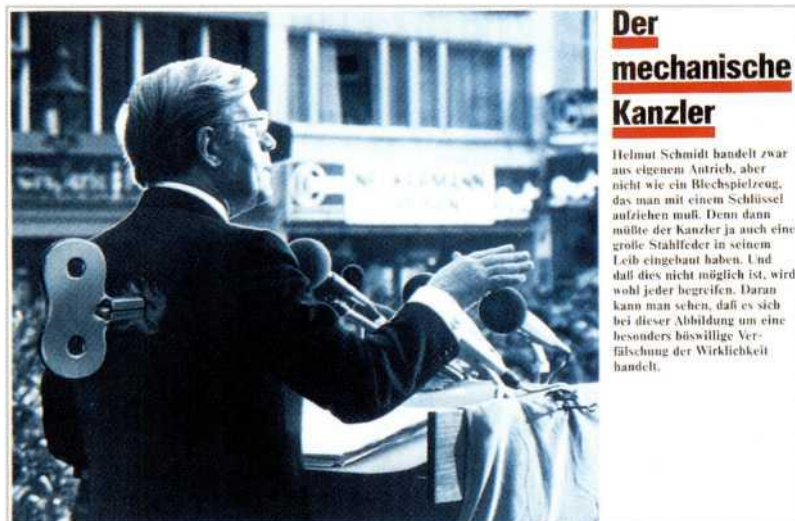 Der
mechanische
Kanzler
Helmut Schmidt handelt zwar
aus eigenem Antrieb, aber
nicht wie ein Blechspielzeug,
das man mit einem Schlüssel
aufziehen muß. Denn dann
müßte der Kanzler ja auch eine
große Stahlfeder in seinem
Leib eingebaut haben. Und
daß dies nicht möglich ist, wird
wohl jeder begreifen. Daran
kann man sehen, daß es sich
bei dieser Abbildung um eine
besonders böswillige Ver-
fälschung der Wirklichkeit
handelt.